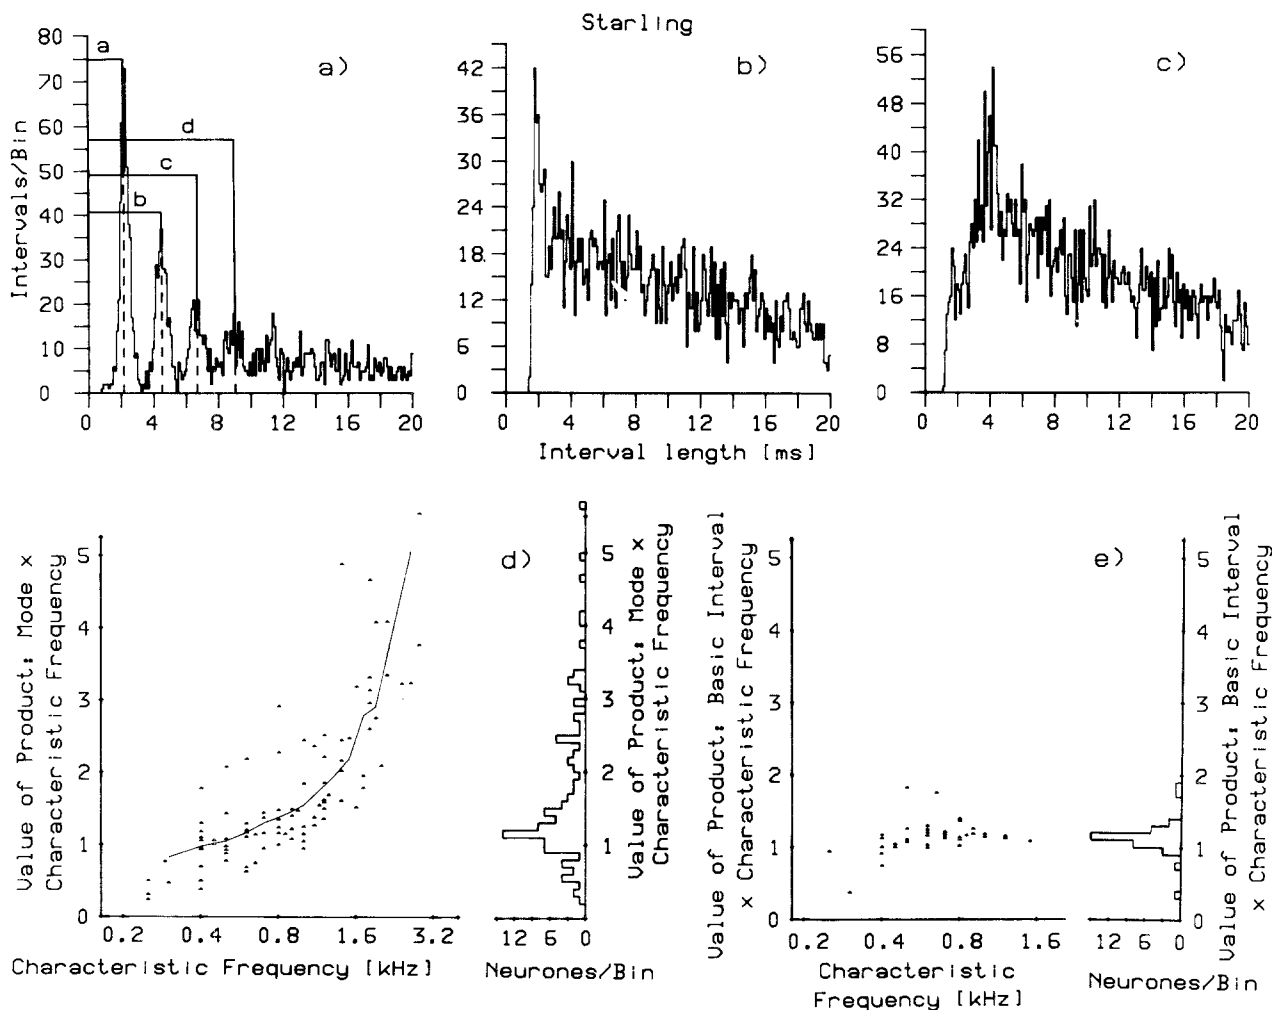 Starling
a)
b)
c)
Intervals/Bin
80
70
60
50
40
30
20
10
0
a
d
c
b
0 4 8 12 16 20
42
36
30
24
18
12
6
0
0 4 8 12 16 20
Interval length [ms]
56
48
40
32
24
16
8
0
0 4 8 12 16 20
Value of Product: Mode x
Characteristic Frequency
5
4
3
2
1
0
0.2 0.4 0.8 1.6 3.2
Characteristic Frequency [kHz]
d)
5
4
3
2
1
0
Value of Product: Mode x
Characteristic Frequency
12 6 0
Neurones/Bin
Value of Product: Basic Interval
x Characteristic Frequency
5
4
3
2
1
0
0.2 0.4 0.8 1.6
Characteristic
Frequency [kHz]
e)
5
4
3
2
1
0
Value of Product: Basic Interval
x Characteristic Frequency
12 6 0
Neurones/Bin